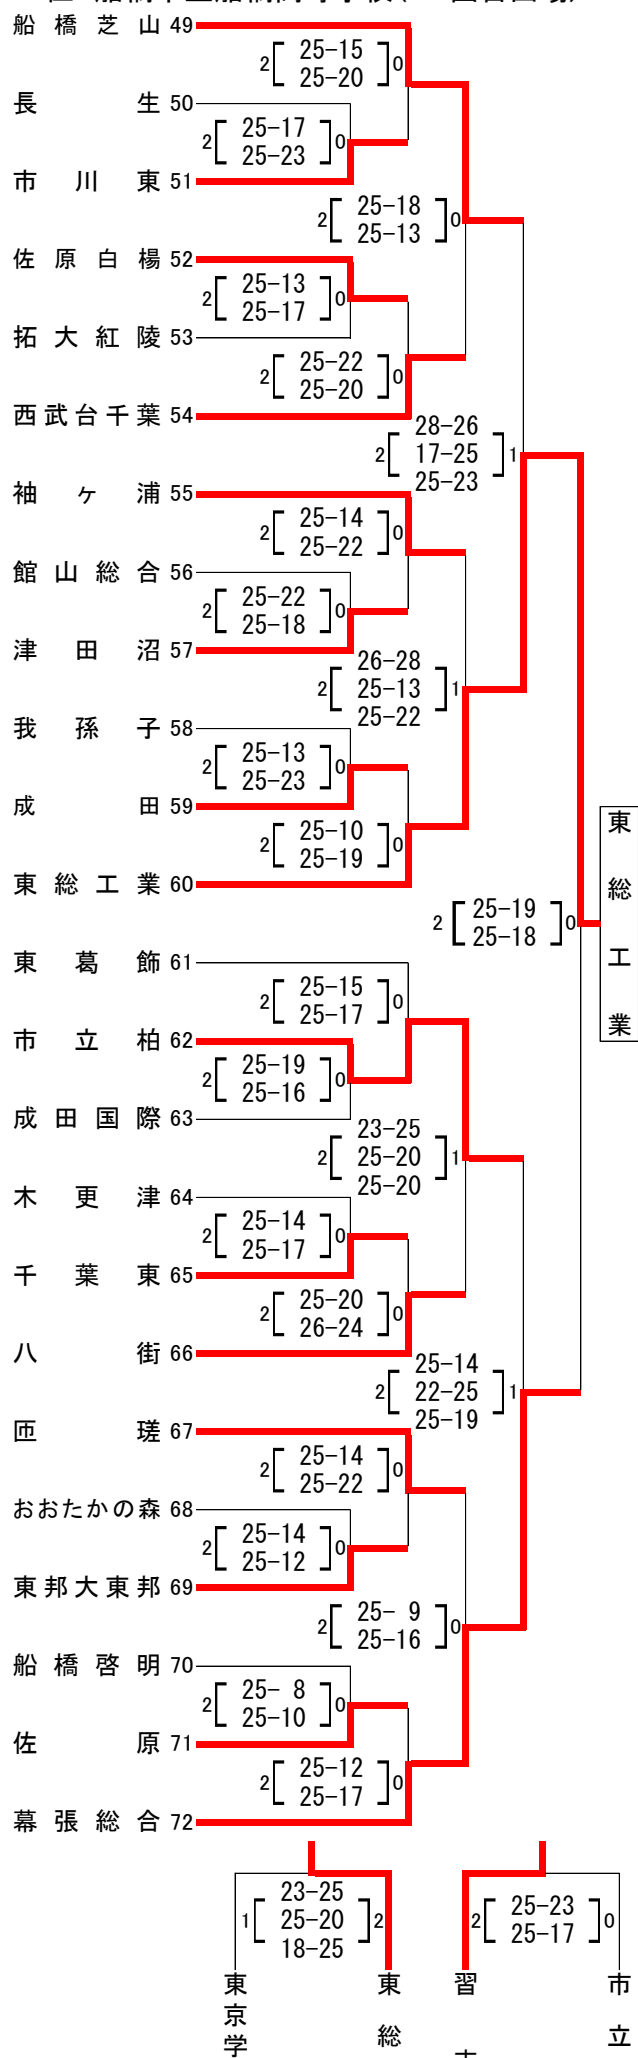 船橋芝山 49
2 [ 25-15 25-20 ] 0
長生 50
2 [ 25-17 25-23 ] 0
市川東 51
2 [ 25-18 25-13 ] 0
佐原白楊 52
2 [ 25-13 25-17 ] 0
拓大紅陵 53
2 [ 25-22 25-20 ] 0
西武台千葉 54
2 [ 28-26 17-25 25-23 ] 1
袖ヶ浦 55
2 [ 25-14 25-22 ] 0
館山総合 56
2 [ 25-22 25-18 ] 0
津田沼 57
2 [ 26-28 25-13 25-22 ] 1
我孫子 58
2 [ 25-13 25-23 ] 0
成田 59
2 [ 25-10 25-19 ] 0
東総工業 60
東総工業
2 [ 25-19 25-18 ] 0
東葛飾 61
2 [ 25-15 25-17 ] 0
市立柏 62
2 [ 25-19 25-16 ] 0
成田国際 63
2 [ 23-25 25-20 25-20 ] 1
木更津 64
2 [ 25-14 25-17 ] 0
千葉東 65
2 [ 25-20 26-24 ] 0
八街 66
2 [ 25-14 22-25 25-19 ] 1
匝瑳 67
2 [ 25-14 25-22 ] 0
おおたかの森 68
2 [ 25-14 25-12 ] 0
東邦大東邦 69
2 [ 25- 9 25-16 ] 0
船橋啓明 70
2 [ 25- 8 25-10 ] 0
佐原 71
2 [ 25-12 25-17 ] 0
幕張総合 72
1 [ 23-25 25-20 18-25 ] 2
2 [ 25-23 25-17 ] 0
東京学
東総
習
市立